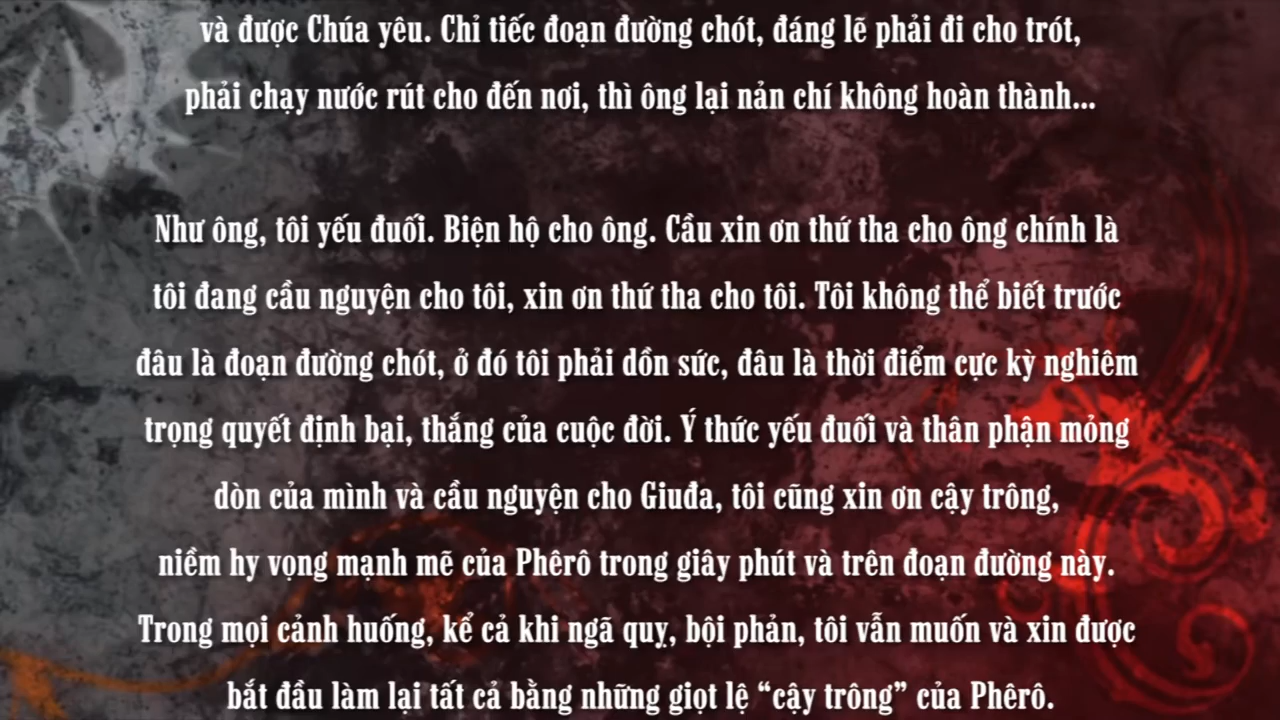 và được Chúa yêu. Chỉ tiếc đoạn đường chót, đáng lẽ phải đi cho trót,
phải chạy nước rút cho đến nơi, thì ông lại nản chí không hoàn thành...
Như ông, tôi yếu đuối. Biện hộ cho ông. Cầu xin ơn thứ tha cho ông chính là
tôi đang cầu nguyện cho tôi, xin ơn thứ tha cho tôi. Tôi không thể biết trước
đâu là đoạn đường chót, ở đó tôi phải dồn sức, đâu là thời điểm cực kỳ nghiêm
trọng quyết định bại, thắng của cuộc đời. Ý thức yếu đuối và thân phận mỏng
dòn của mình và cầu nguyện cho Giuđa, tôi cũng xin ơn cậy trông,
niềm hy vọng mạnh mẽ của Phêrô trong giây phút và trên đoạn đường này.
Trong mọi cảnh huống, kể cả khi ngã quỵ, bội phản, tôi vẫn muốn và xin được
bắt đầu làm lại tất cả bằng những giọt lệ “cậy trông” của Phêrô.